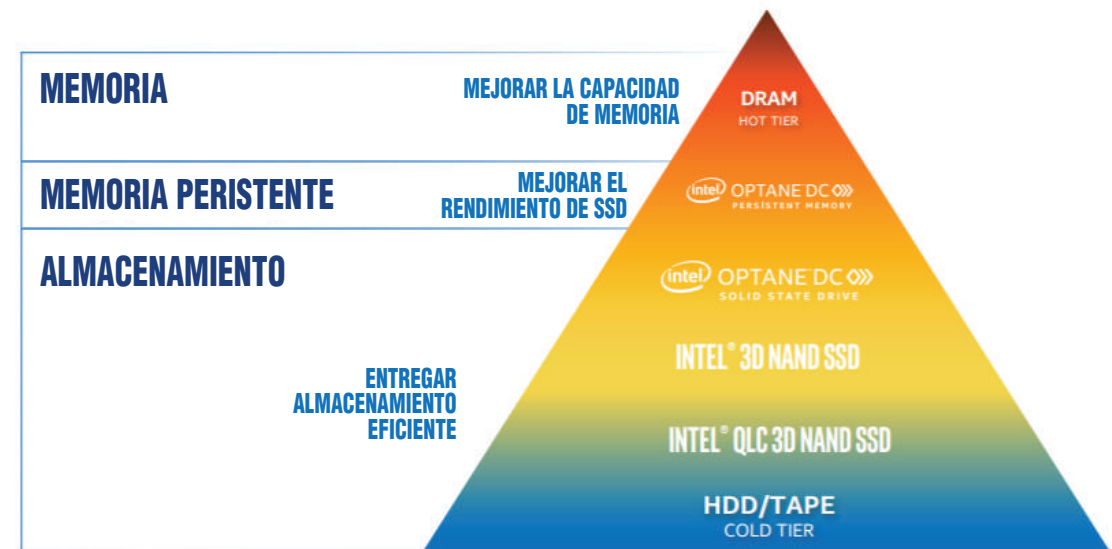 MEMORIA
MEJORAR LA CAPACIDAD
DE MEMORIA
DRAM
HOT TIER
MEMORIA PERISTENTE
MEJORAR EL
RENDIMIENTO DE SSD
intel OPTANE DC
PERSISTENT MEMORY
ALMACENAMIENTO
intel OPTANE DC
SOLID STATE DRIVE
INTEL® 3D NAND SSD
ENTREGAR
ALMACENAMIENTO
EFICIENTE
INTEL® QLC 3D NAND SSD
HDD/TAPE
COLD TIER